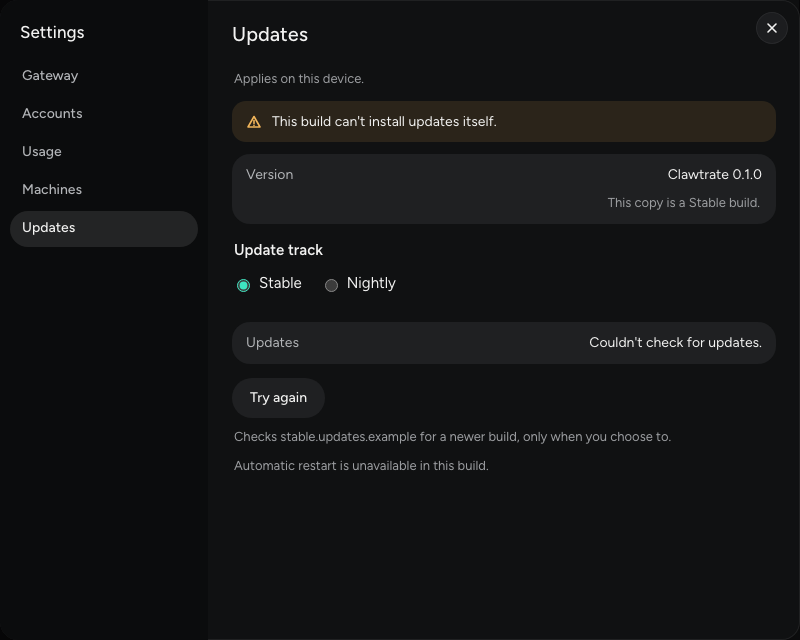 Settings
Gateway
Accounts
Usage
Machines
Updates
Updates
Applies on this device.
This build can't install updates itself.
Version
Clawtrate 0.1.0
This copy is a Stable build.
Update track
Stable
Nightly
Updates
Couldn't check for updates.
Try again
Checks stable.updates.example for a newer build, only when you choose to.
Automatic restart is unavailable in this build.